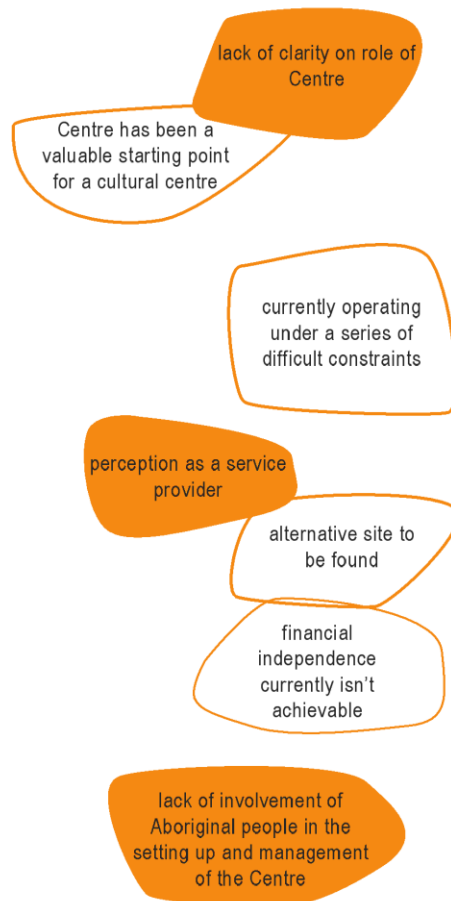 lack of clarity on role of
Centre
Centre has been a
valuable starting point
for a cultural centre
currently operating
under a series of
difficult constraints
perception as a service
provider
alternative site to
be found
financial
independence
currently isn't
achievable
lack of involvement of
Aboriginal people in the
setting up and management
of the Centre